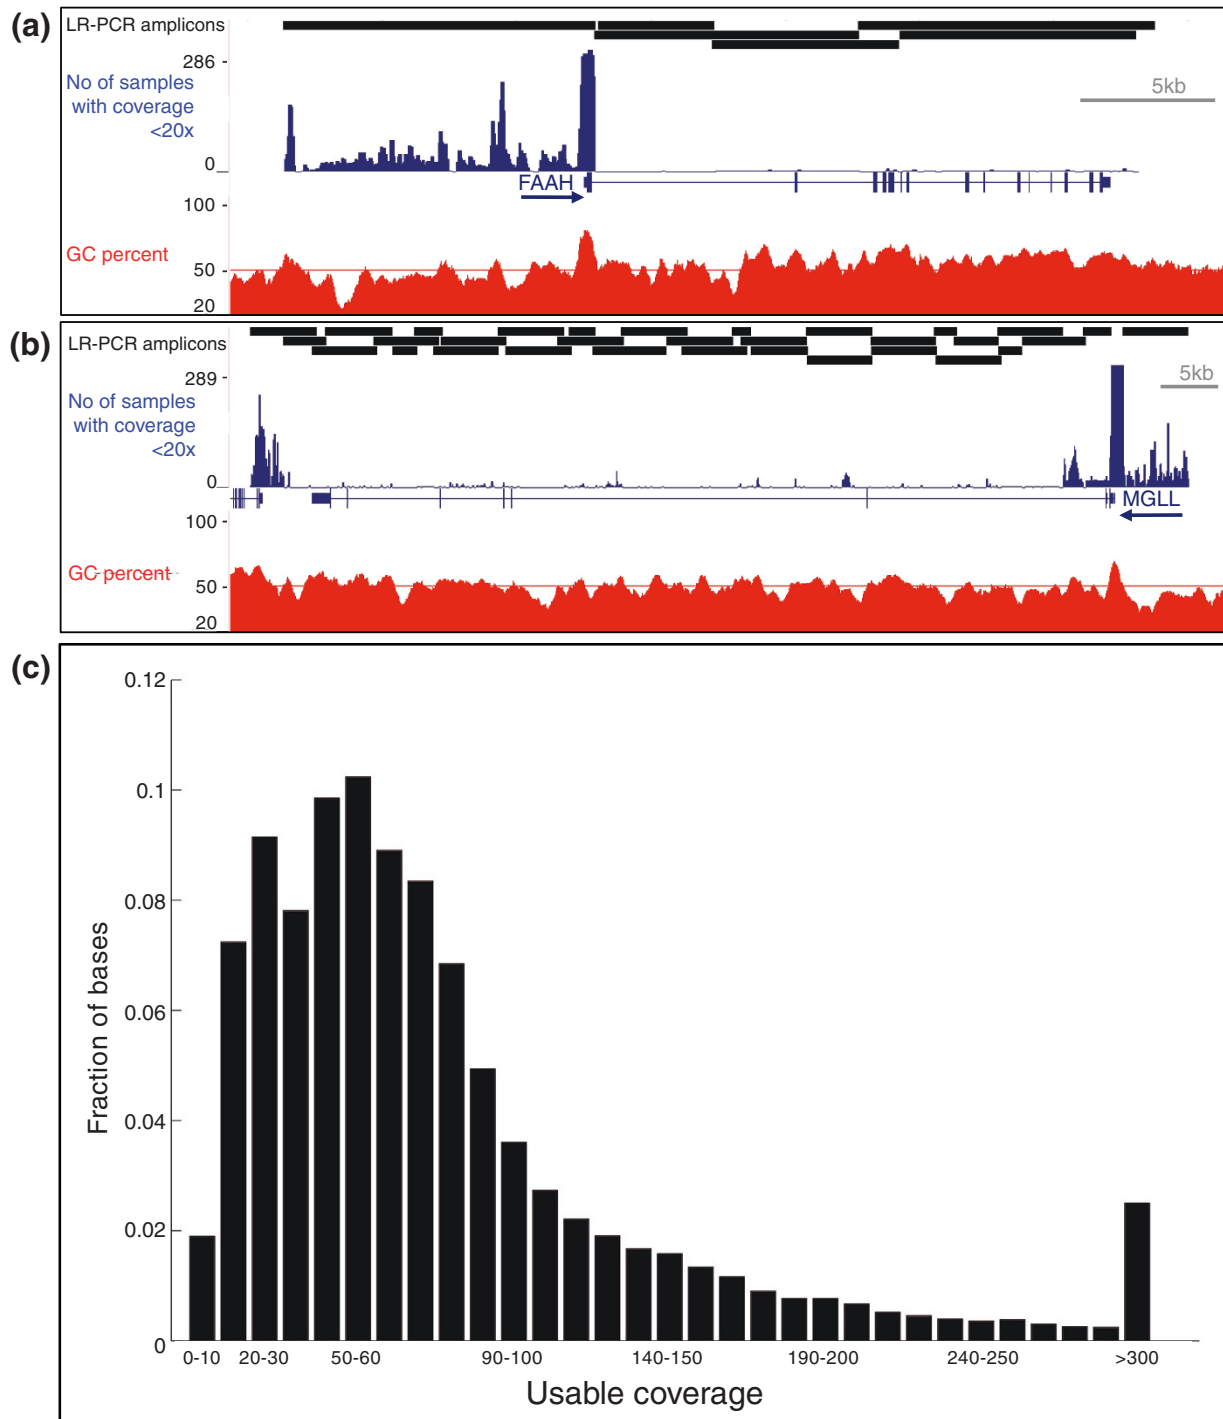 (a)
LR-PCR amplicons
286
No of samples
with coverage
<20x
5kb
0
FAAH
100
GC percent
50
20
(b)
LR-PCR amplicons
289
5kb
No of samples
with coverage
<20x
0
MGLL
100
GC percent
50
20
(c)
0.12
0.1
0.08
0.06
0.04
0.02
0
Fraction of bases
0-10 20-30 50-60 90-100 140-150 190-200 240-250 >300
Usable coverage